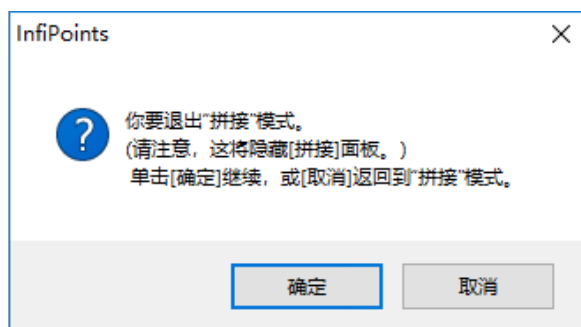 InfiPoints
你要退出"拼接"模式。
(请注意，这将隐藏[拼接]面板。)
单击[确定]继续，或[取消]返回到"拼接"模式。
确定
取消